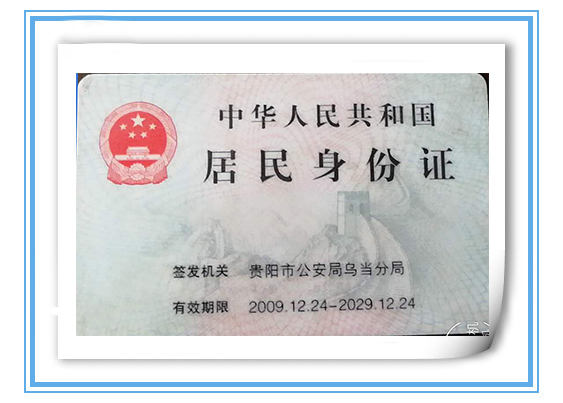 中华人民共和国
居民身份证
签发机关 贵阳市公安局乌当分局
有效期限 2009.12.24-2029.12.24